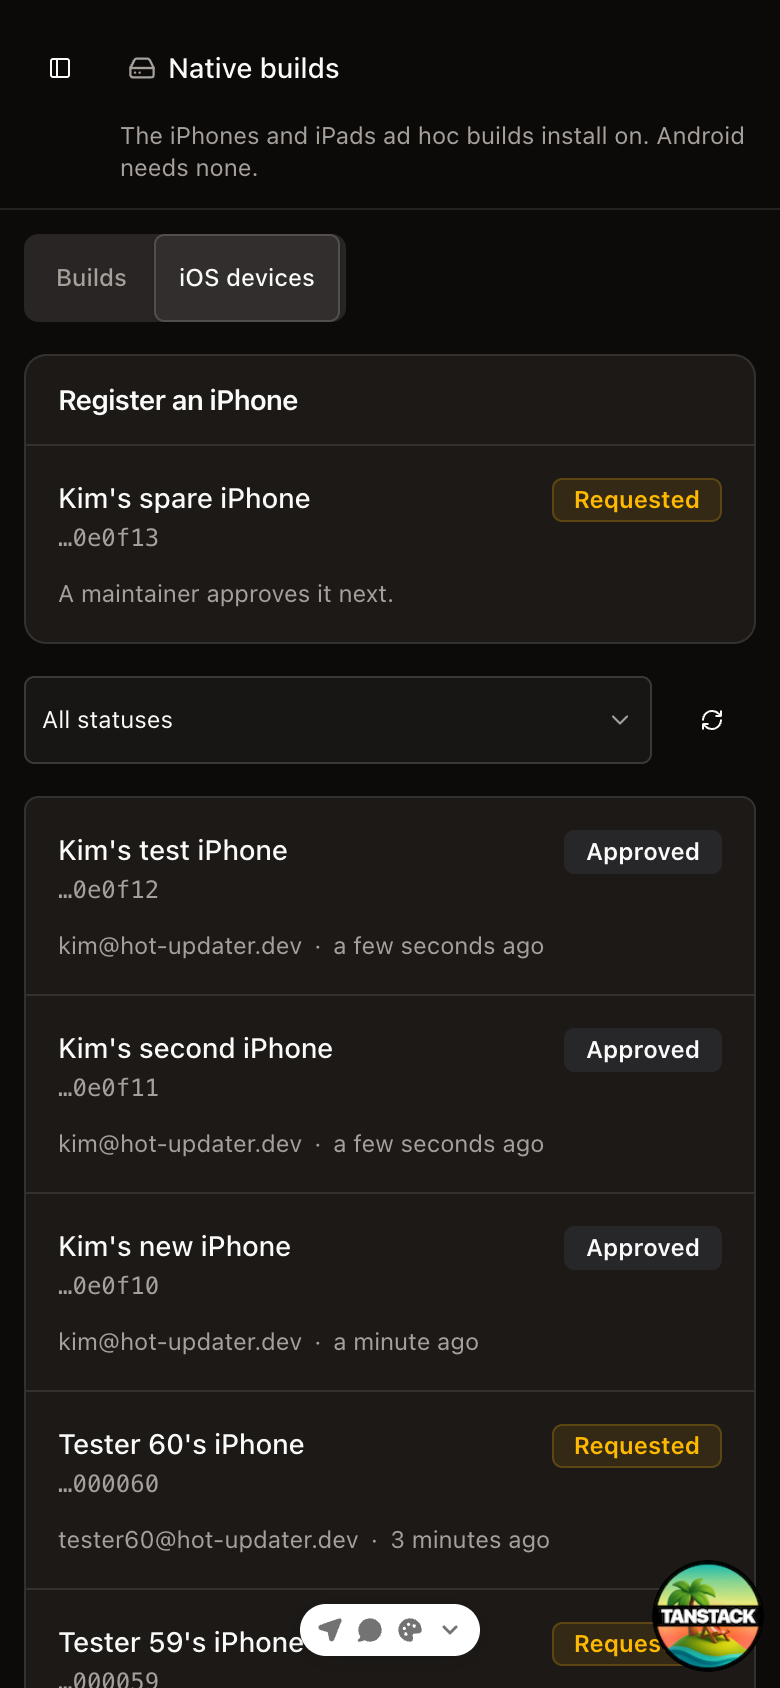 Native builds
The iPhones and iPads ad hoc builds install on. Android
needs none.
Builds
iOS devices
Register an iPhone
Kim's spare iPhone
Requested
…0e0f13
A maintainer approves it next.
All statuses
Kim's test iPhone
Approved
…0e0f12
kim@hot-updater.dev · a few seconds ago
Kim's second iPhone
Approved
…0e0f11
kim@hot-updater.dev · a few seconds ago
Kim's new iPhone
Approved
…0e0f10
kim@hot-updater.dev · a minute ago
Tester 60's iPhone
Requested
…000060
tester60@hot-updater.dev · 3 minutes ago
Tester 59's iPhone
Reques
…000059
TANSTACK